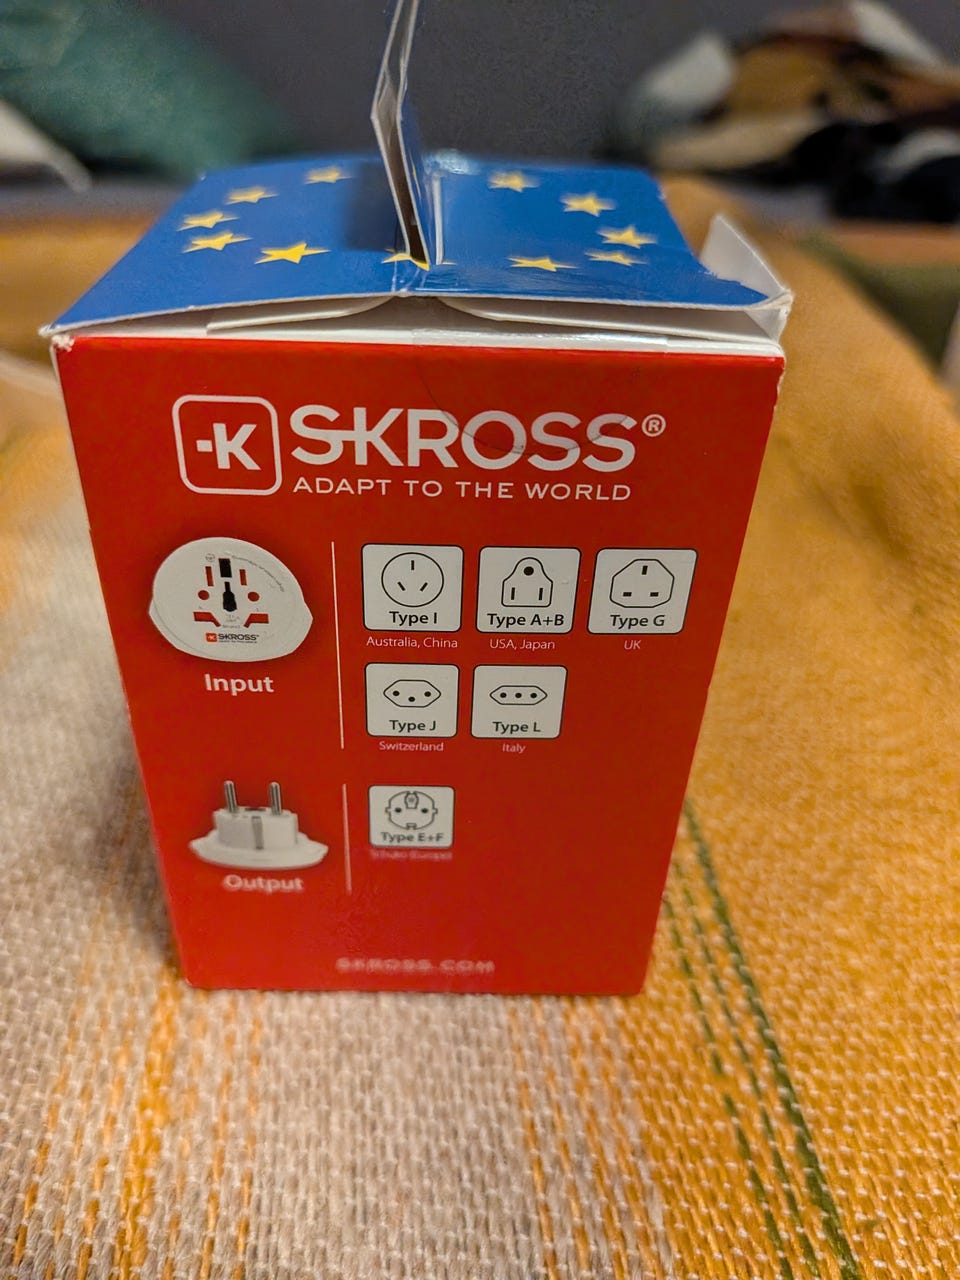 K SKROSS®
ADAPT TO THE WORLD
SKROSS
Input
Type I
Type A+B
Type G
Australia, China
USA, Japan
UK
Type J
Type L
Switzerland
Italy
Output
Type E+F
SKROSS.COM